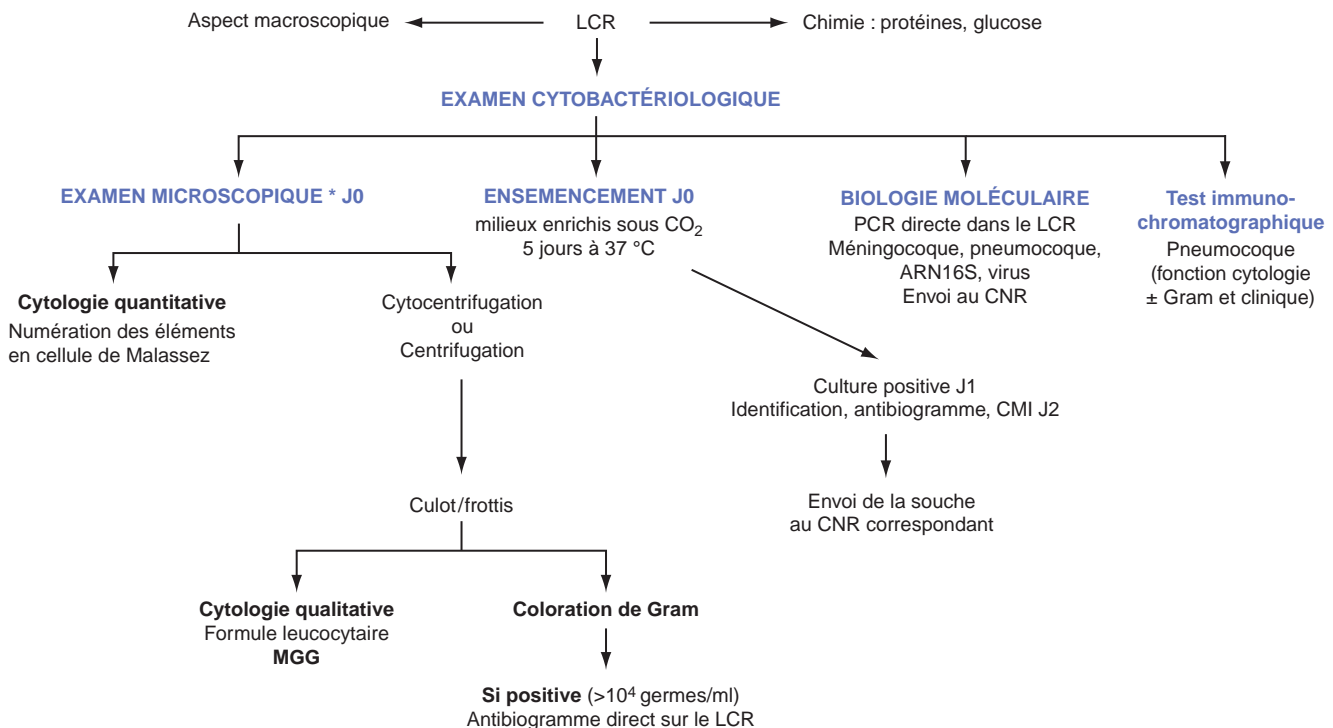 Aspect macroscopique
LCR
Chimie : protéines, glucose
EXAMEN CYTOBACTÉRIOLOGIQUE
EXAMEN MICROSCOPIQUE * J0
ENSEMENCEMENT J0
milieux enrichis sous CO₂
5 jours à 37 °C
BIOLOGIE MOLÉCULAIRE
PCR directe dans le LCR
Méningocoque, pneumocoque,
ARN16S, virus
Envoi au CNR
Test immuno-
chromatographique
Pneumocoque
(fonction cytologie
± Gram et clinique)
Cytologie quantitative
Numération des éléments
en cellule de Malassez
Cytocentrifugation
ou
Centrifugation
Culture positive J1
Identification, antibiogramme, CMI J2
Envoi de la souche
au CNR correspondant
Culot/frottis
Cytologie qualitative
Formule leucocytaire
MGG
Coloration de Gram
Si positive (>10⁴ germes/ml)
Antibiogramme direct sur le LCR